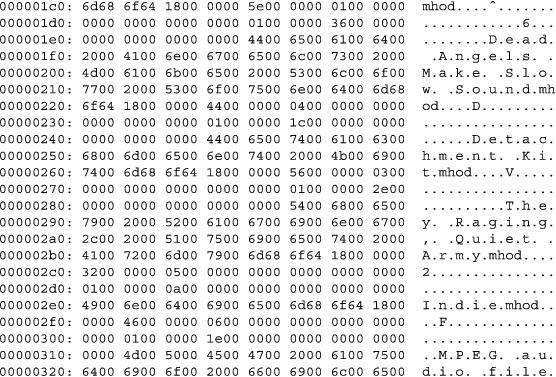 000001c0: 6d68 6f64 1800 0000 5e00 0000 0100 0000 mhod....^.......
000001d0: 0000 0000 0000 0000 0100 0000 3600 0000 ............6...
000001e0: 0000 0000 0000 0000 4400 6500 6100 6400 ........D.e.a.d.
000001f0: 2000 4100 6e00 6700 6500 6c00 7300 2000 .A.n.g.e.l.s. .
00000200: 4d00 6100 6b00 6500 2000 5300 6c00 6f00 M.a.k.e. .S.l.o.
00000210: 7700 2000 5300 6f00 7500 6e00 6400 6d68 w. .S.o.u.n.d.mh
00000220: 6f64 1800 0000 4400 0000 0400 0000 0000 od....D.........
00000230: 0000 0000 0000 0100 0000 1c00 0000 0000 ................
00000240: 0000 0000 0000 4400 6500 7400 6100 6300 ......D.e.t.a.c.
00000250: 6800 6d00 6500 6e00 7400 2000 4b00 6900 h.m.e.n.t. .K.i.
00000260: 7400 6d68 6f64 1800 0000 5600 0000 0300 t.mhod....V.....
00000270: 0000 0000 0000 0000 0000 0100 0000 2e00 ................
00000280: 0000 0000 0000 0000 0000 5400 6800 6500 ..........T.h.e.
00000290: 7900 2000 5200 6100 6700 6900 6e00 6700 y. .R.a.g.i.n.g.
000002a0: 2c00 2000 5100 7500 6900 6500 7400 2000 ,. .Q.u.i.e.t. .
000002b0: 4100 7200 6d00 7900 6d68 6f64 1800 0000 A.r.m.y.mhod....
000002c0: 3200 0000 0500 0000 0000 0000 0000 0000 2...............
000002d0: 0100 0000 0a00 0000 0000 0000 0000 0000 ................
000002e0: 4900 6e00 6400 6900 6500 6d68 6f64 1800 I.n.d.i.e.mhod..
000002f0: 0000 4600 0000 0600 0000 0000 0000 0000 ..F.............
00000300: 0000 0100 0000 1e00 0000 0000 0000 0000 ................
00000310: 0000 4d00 5000 4500 4700 2000 6100 7500 ..M.P.E.G. .a.u.
00000320: 6400 6900 6f00 2000 6600 6900 6c00 6500 d.i.o. .f.i.l.e.